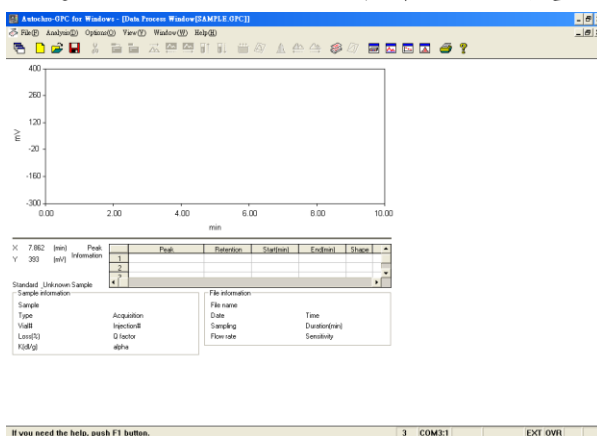 Autochro-GPC for Windows - [Data Process Window[SAMPLE.GPC]]
File(F) Analysis(D) Options(O) View(V) Window(W) Help(H)
400
260
120
-20
-160
-300
mV
0.00 2.00 4.00 6.00 8.00 10.00
min
X 7.862 (min)
Y 393 (mV)
Peak Information
Peak Retention Start(min) End(min) Shape
1
2
Standard Unknown Sample
Sample information
Sample
Type Acquisition
Vial# Injection#
Loss(%) Q factor
K(dl/g) alpha
File information
File name
Date Time
Sampling Duration(min)
Flow rate Sensitivity
If you need the help, push F1 button. 3 COM3:1 EXT OVR